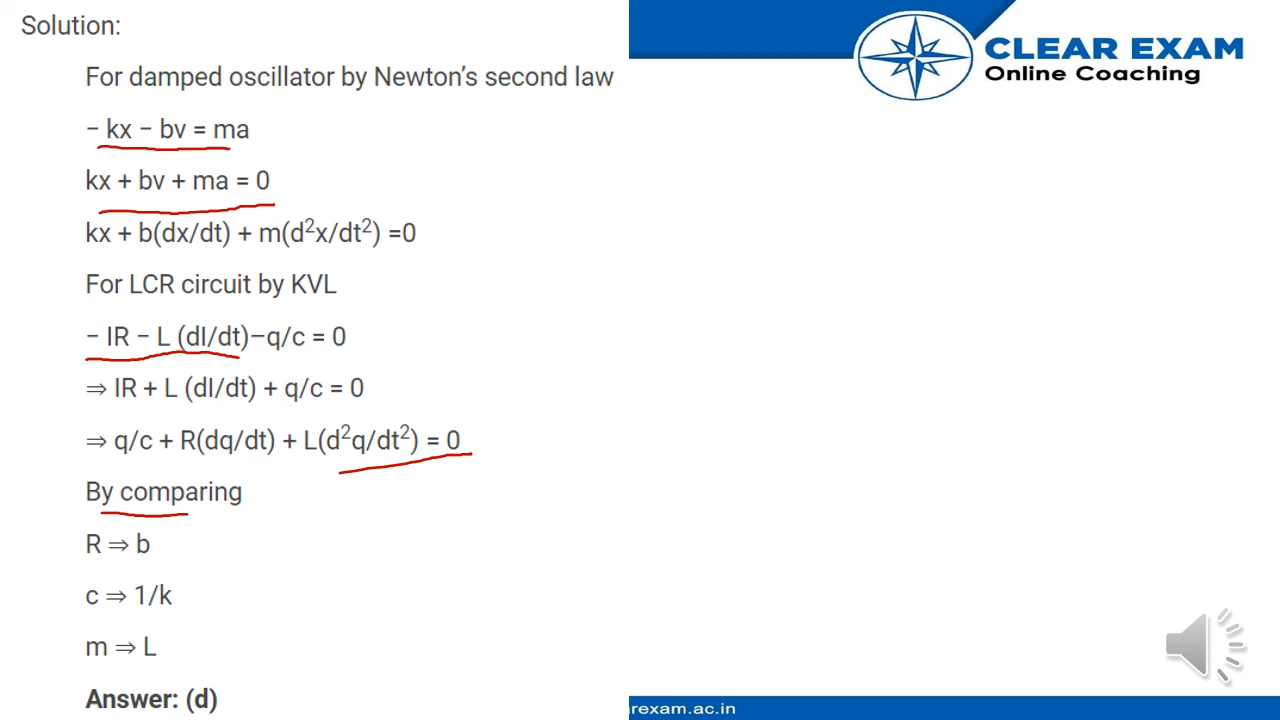 Solution:
For damped oscillator by Newton's second law
− kx − bv = ma
kx + bv + ma = 0
kx + b(dx/dt) + m(d²x/dt²) =0
For LCR circuit by KVL
− IR − L (dI/dt)−q/c = 0
⇒ IR + L (dI/dt) + q/c = 0
⇒ q/c + R(dq/dt) + L(d²q/dt²) = 0
By comparing
R ⇒ b
c ⇒ 1/k
m ⇒ L
Answer: (d)
CLEAR EXAM
Online Coaching
rexam.ac.in